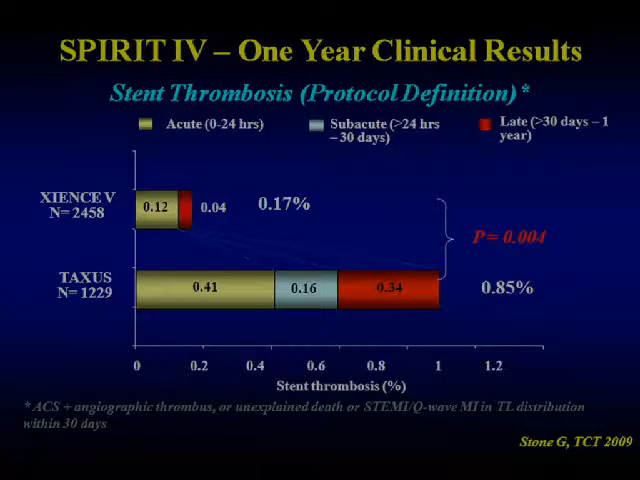 SPIRIT IV – One Year Clinical Results
Stent Thrombosis (Protocol Definition)*
Acute (0-24 hrs)
Subacute (>24 hrs
– 30 days)
Late (>30 days – 1
year)
XIENCE V
N= 2458
0.12
0.04
0.17%
P= 0.004
TAXUS
N= 1229
0.41
0.16
0.34
0.85%
0 0.2 0.4 0.6 0.8 1 1.2
Stent thrombosis (%)
* ACS + angiographic thrombus, or unexplained death or STEMI/Q-wave MI in TL distribution
within 30 days
Stone G, TCT 2009